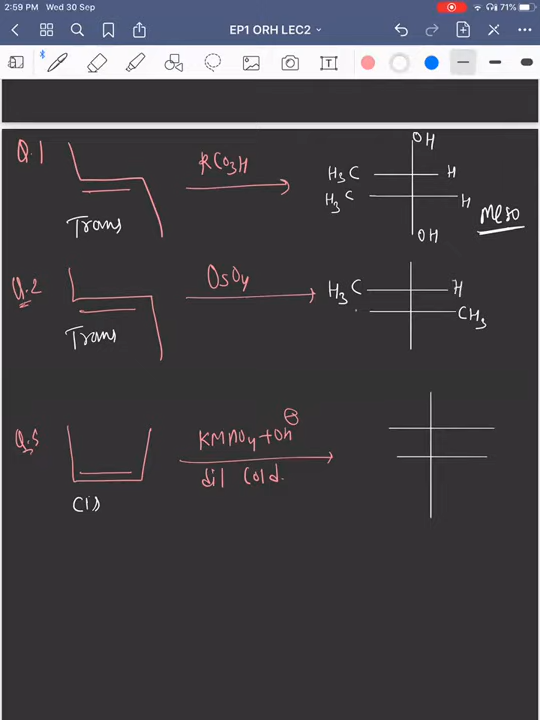 2:59 PM Wed 30 Sep
71%
EP1 ORH LEC2
Q.1
RCO3H
Trans
OH
H3C H
H3C H
OH
Meso
Q.2
OsO4
Trans
H3C H
CH3
KMnO4 + OH⊖
dil Cold.
Cis